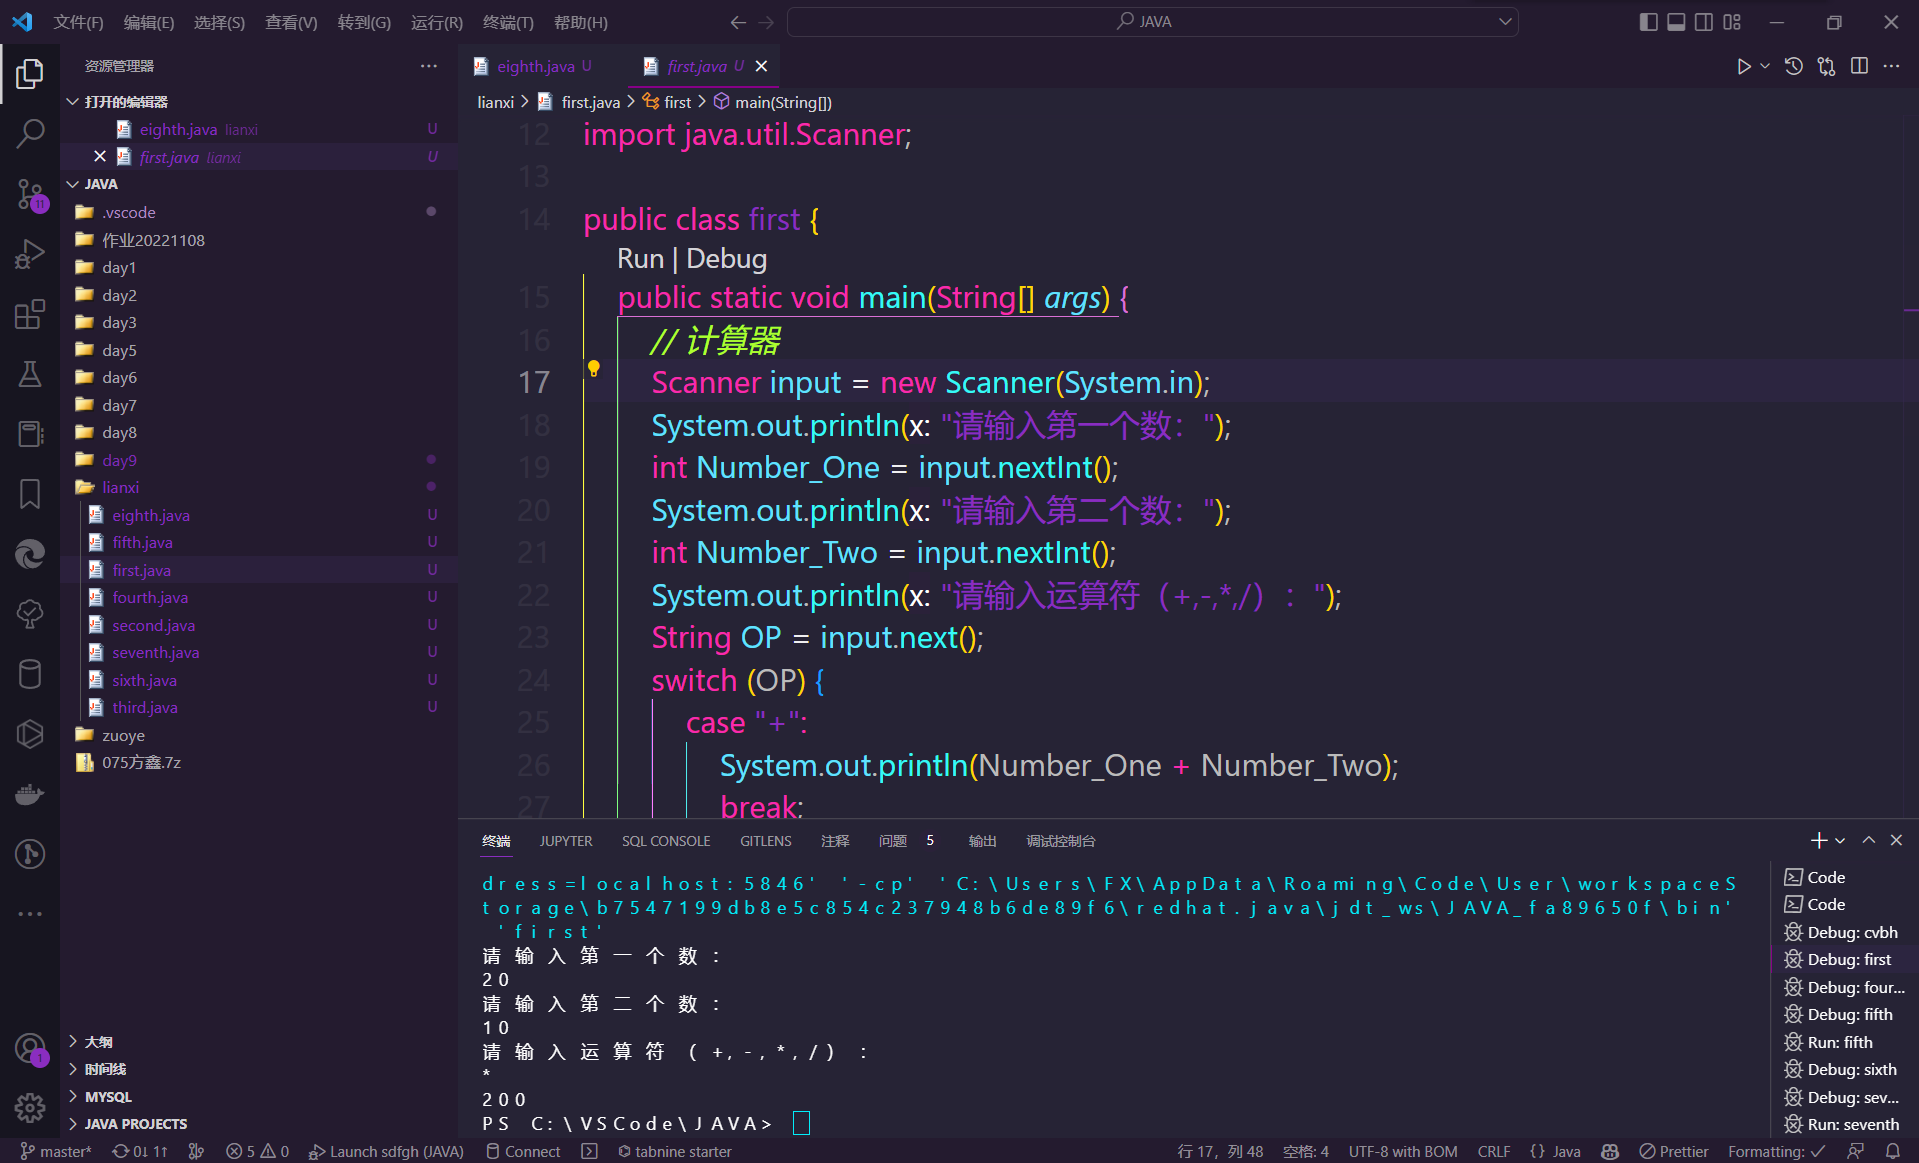 文件(F) 编辑(E) 选择(S) 查看(V) 转到(G) 运行(R) 终端(T) 帮助(H) JAVA
资源管理器
打开的编辑器
eighth.java lianxi U
first.java lianxi U
JAVA
.vscode
作业20221108
day1
day2
day3
day5
day6
day7
day8
day9
lianxi
eighth.java U
fifth.java U
first.java U
fourth.java U
second.java U
seventh.java U
sixth.java U
third.java U
zuoye
075方鑫.7z
大纲
时间线
MYSQL
JAVA PROJECTS
11
1
eighth.java U first.java U
lianxi > first.java > first > main(String[])
12 import java.util.Scanner;
13
14 public class first {
Run | Debug
15 public static void main(String[] args) {
16 // 计算器
17 Scanner input = new Scanner(System.in);
18 System.out.println(x: "请输入第一个数：");
19 int Number_One = input.nextInt();
20 System.out.println(x: "请输入第二个数：");
21 int Number_Two = input.nextInt();
22 System.out.println(x: "请输入运算符（+,-,*,/）：");
23 String OP = input.next();
24 switch (OP) {
25 case "+":
26 System.out.println(Number_One + Number_Two);
27 break;
终端 JUPYTER SQL CONSOLE GITLENS 注释 问题 5 输出 调试控制台
dress=localhost:5846' '-cp' 'C:\Users\FX\AppData\Roaming\Code\User\workspaceS
torage\b7547199db8e5c854c237948b6de89f6\redhat.java\jdt_ws\JAVA_fa89650f\bin'
'first'
请输入第一个数：
20
请输入第二个数：
10
请输入运算符（+,-,*,/）：
*
200
PS C:\VSCode\JAVA>
Code
Code
Debug: cvbh
Debug: first
Debug: four...
Debug: fifth
Run: fifth
Debug: sixth
Debug: sev...
Run: seventh
master* 0↓ 1↑ 5 0 Launch sdfgh (JAVA) Connect tabnine starter 行 17，列 48 空格: 4 UTF-8 with BOM CRLF {} Java Prettier Formatting: ✓